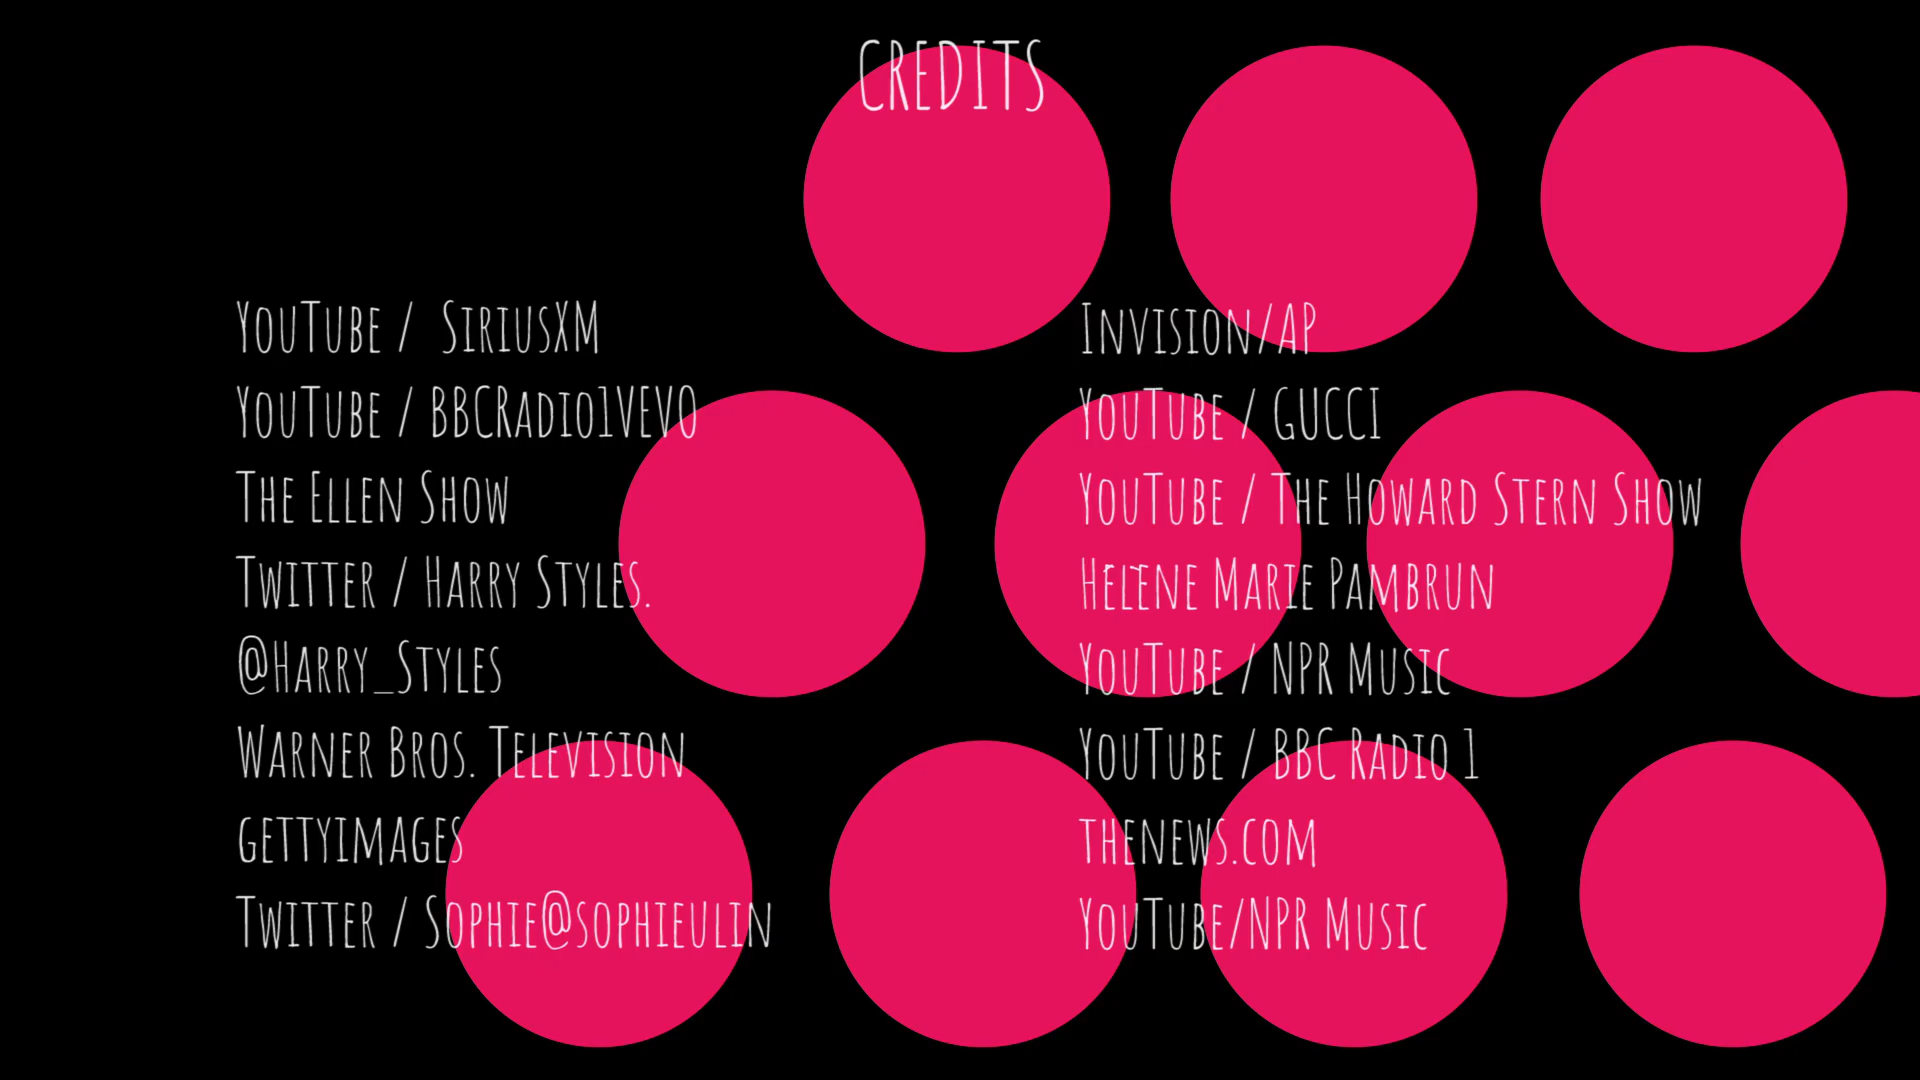 CREDITS
YouTube / SiriusXM
YouTube / BBCRadio1VEVO
The Ellen Show
Twitter / Harry Styles.
@Harry_Styles
Warner Bros. Television
gettyimages
Twitter / Sophie@sophieulin
Invision/AP
YouTube / GUCCI
YouTube / The Howard Stern Show
Hélène Marie Pambrun
YouTube / NPR Music
YouTube / BBC Radio 1
thenews.com
YouTube/NPR Music